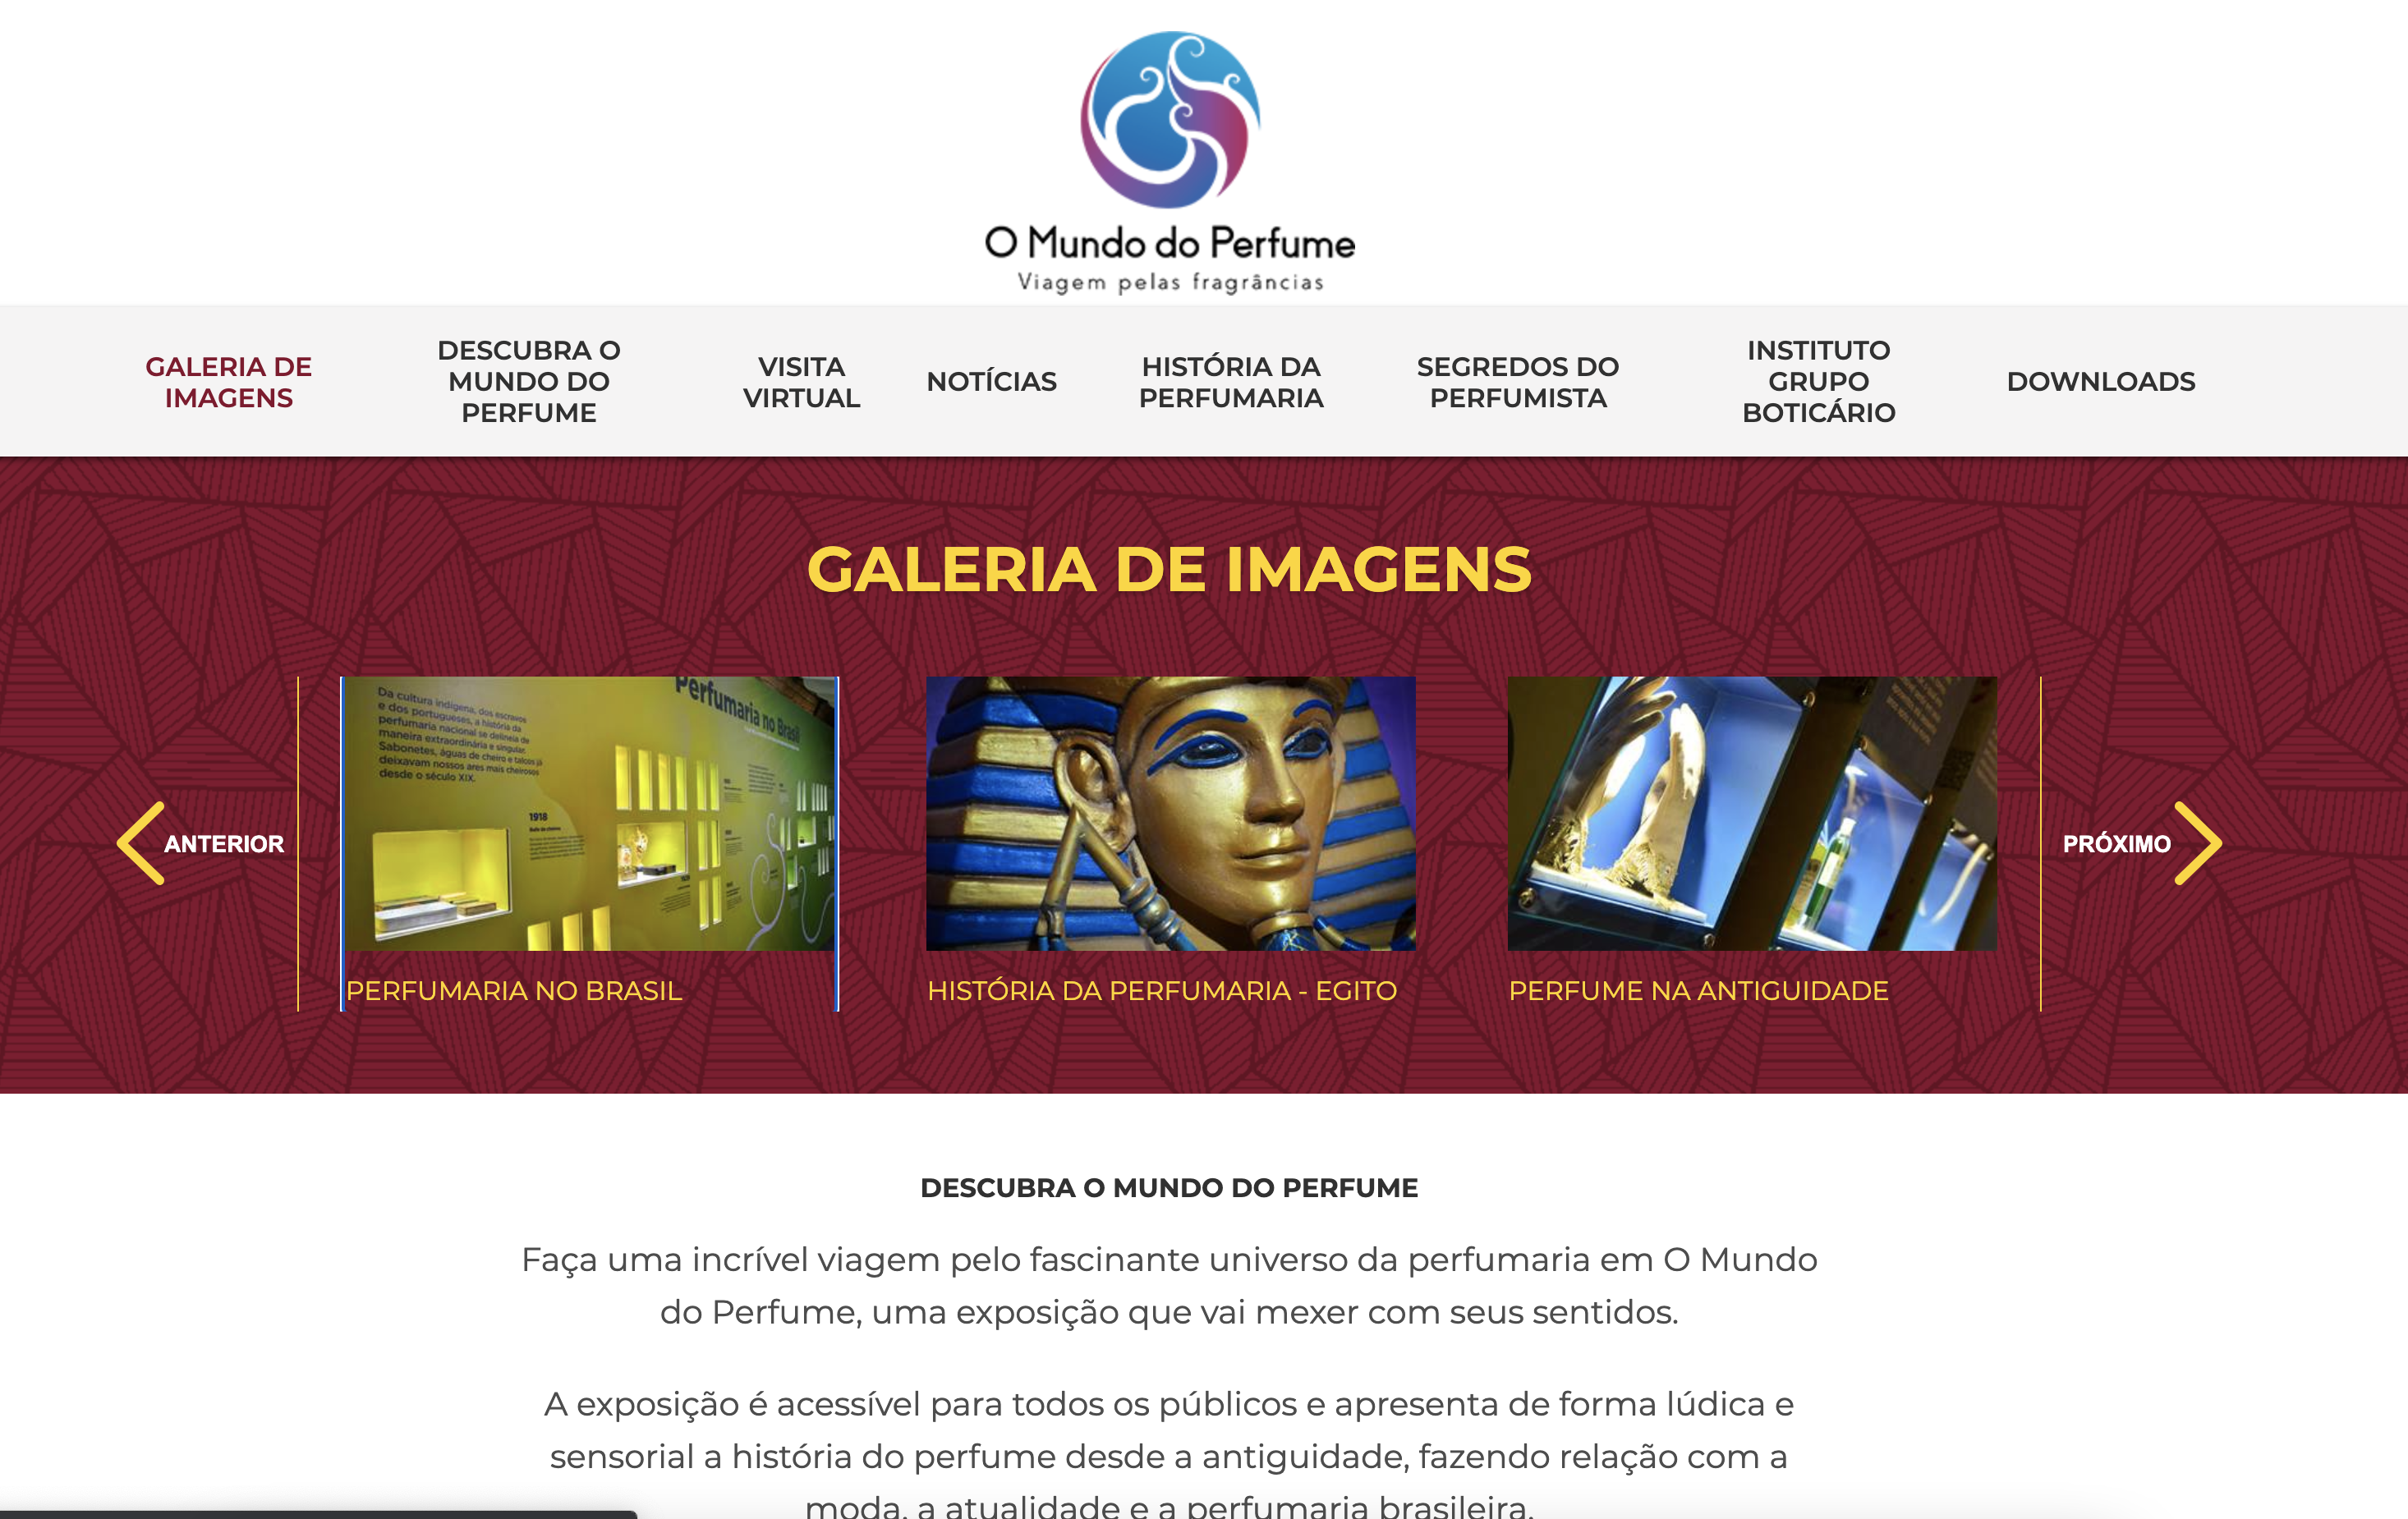 O Mundo do Perfume
Viagem pelas fragrâncias
GALERIA DE
IMAGENS
DESCUBRA O
MUNDO DO
PERFUME
VISITA
VIRTUAL
NOTÍCIAS
HISTÓRIA DA
PERFUMARIA
SEGREDOS DO
PERFUMISTA
INSTITUTO
GRUPO
BOTICÁRIO
DOWNLOADS
GALERIA DE IMAGENS
ANTERIOR
Da cultura indígena, dos escravos
e dos portugueses, a história da
perfumaria nacional se delineia de
maneira extraordinária e singular.
Sabonetes, águas de cheiro e talcos já
deixavam nossos ares mais cheirosos
desde o século XIX.
Perfumaria no Brasil
1918
PERFUMARIA NO BRASIL
HISTÓRIA DA PERFUMARIA - EGITO
PERFUME NA ANTIGUIDADE
PRÓXIMO
DESCUBRA O MUNDO DO PERFUME
Faça uma incrível viagem pelo fascinante universo da perfumaria em O Mundo
do Perfume, uma exposição que vai mexer com seus sentidos.
A exposição é acessível para todos os públicos e apresenta de forma lúdica e
sensorial a história do perfume desde a antiguidade, fazendo relação com a
moda, a atualidade e a perfumaria brasileira.